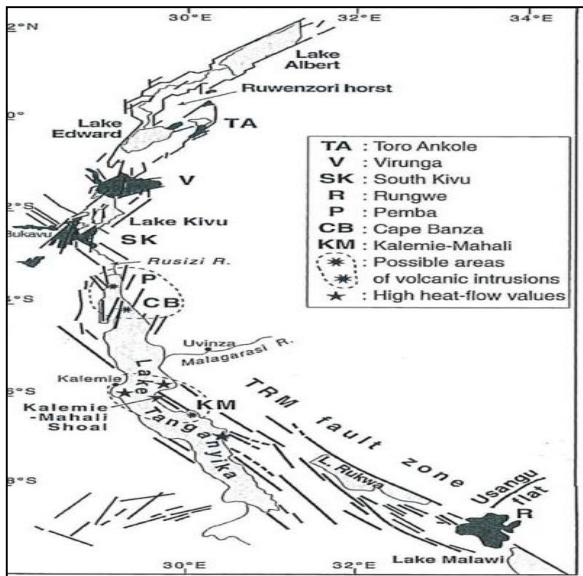 30°E 32°E 34°E
2°N
Lake
Albert
Ruwenzori horst
Lake
Edward
TA
0°
TA : Toro Ankole
V : Virunga
SK : South Kivu
R : Rungwe
P : Pemba
CB : Cape Banza
KM : Kalemie-Mahali
: Possible areas
of volcanic intrusions
: High heat-flow values
V
2°S
Lake Kivu
Bukavu
SK
Rusizi R.
P
CB
4°S
Uvinza
Malagarasi R.
Kalemie
6°S
Kalemie
-Mahali
Shoal
KM
Lake
Tanganyika
TRM fault zone
L. Rukwa
Usangu
flat
R
8°S
Lake Malawi
30°E 32°E 34°E